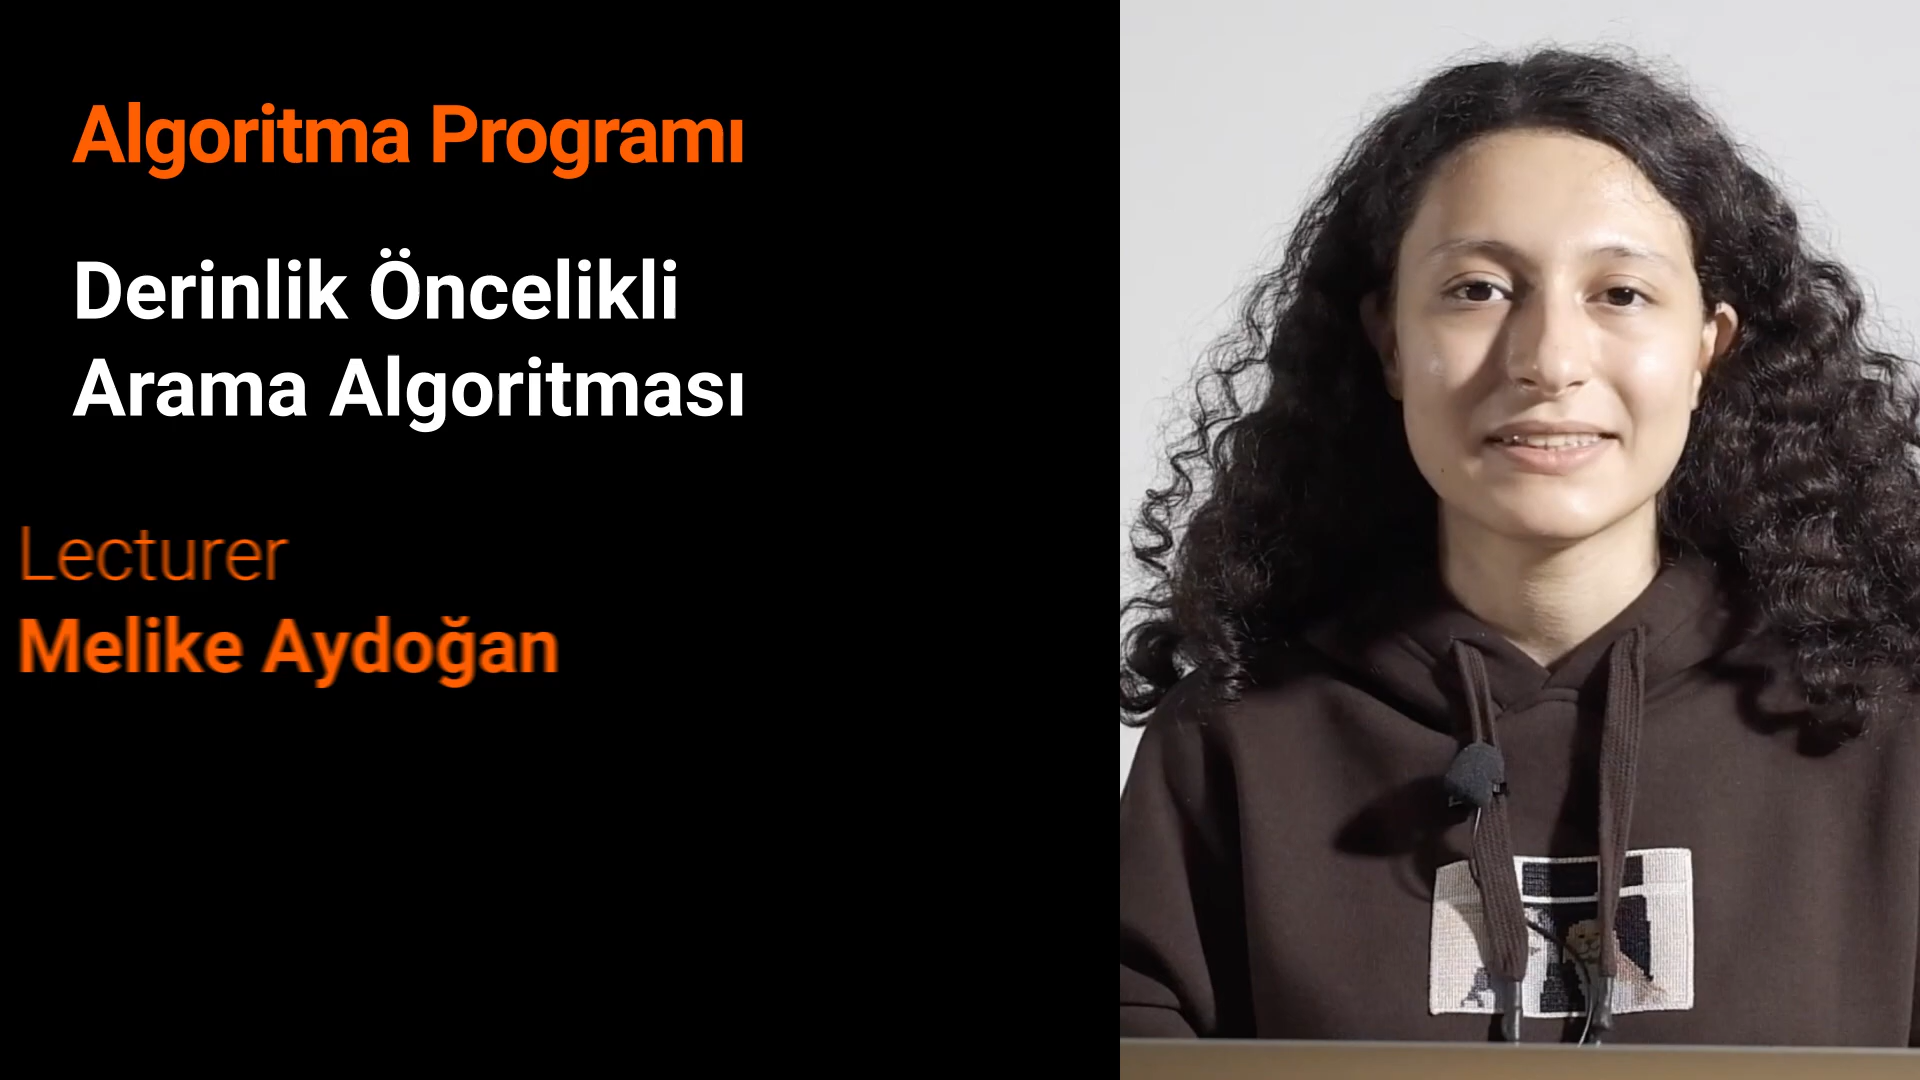 Algoritma Programı
Derinlik Öncelikli
Arama Algoritması
Lecturer
Melike Aydoğan